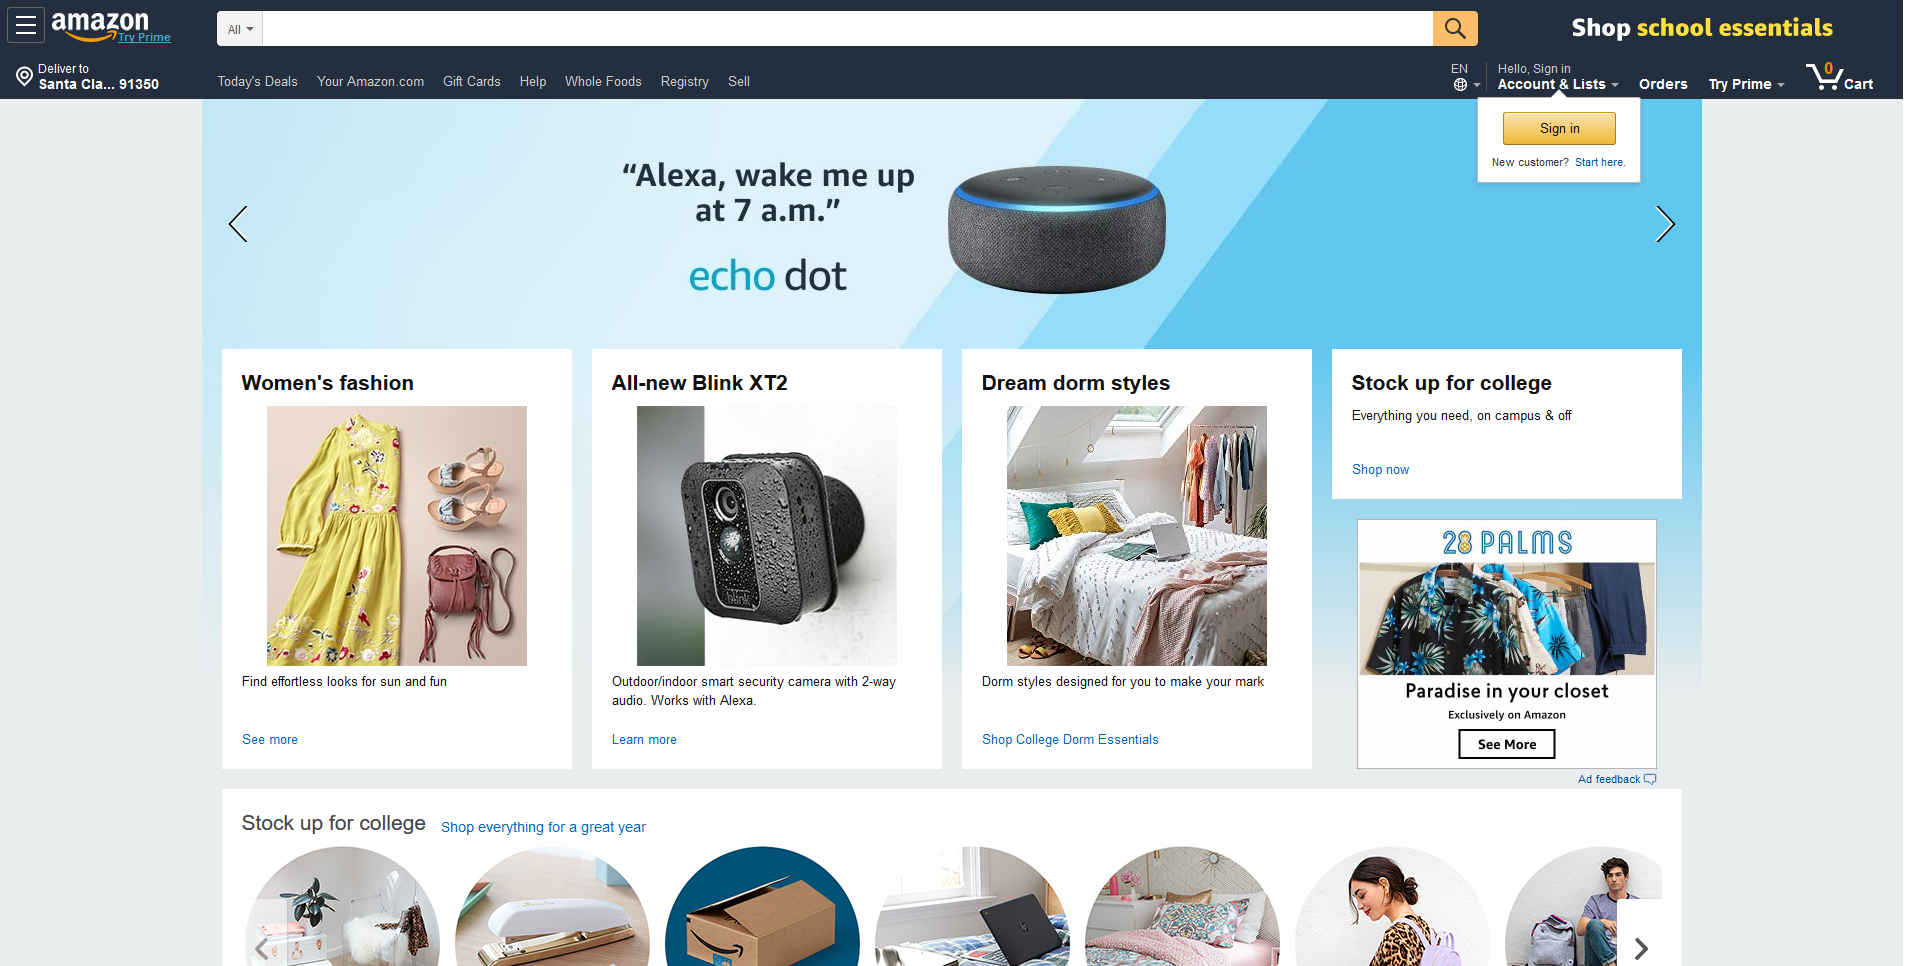 amazon
Try Prime
All
Shop school essentials
Deliver to
Santa Cla... 91350
Today's Deals Your Amazon.com Gift Cards Help Whole Foods Registry Sell
EN
Hello, Sign in
Account & Lists Orders Try Prime 0 Cart
Sign in
New customer? Start here.
“Alexa, wake me up
at 7 a.m.”
echo dot
Women's fashion
Find effortless looks for sun and fun
See more
All-new Blink XT2
blink
Outdoor/indoor smart security camera with 2-way
audio. Works with Alexa.
Learn more
Dream dorm styles
Dorm styles designed for you to make your mark
Shop College Dorm Essentials
Stock up for college
Everything you need, on campus & off
Shop now
28 PALMS
Paradise in your closet
Exclusively on Amazon
See More
Ad feedback
Stock up for college Shop everything for a great year